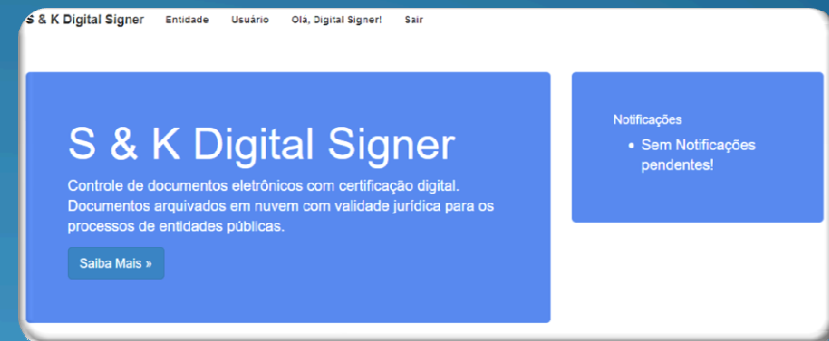 S & K Digital Signer Entidade Usuário Olá, Digital Signer! Sair
S & K Digital Signer
Controle de documentos eletrônicos com certificação digital.
Documentos arquivados em nuvem com validade jurídica para os
processos de entidades públicas.
Saiba Mais »
Notificações
• Sem Notificações
pendentes!